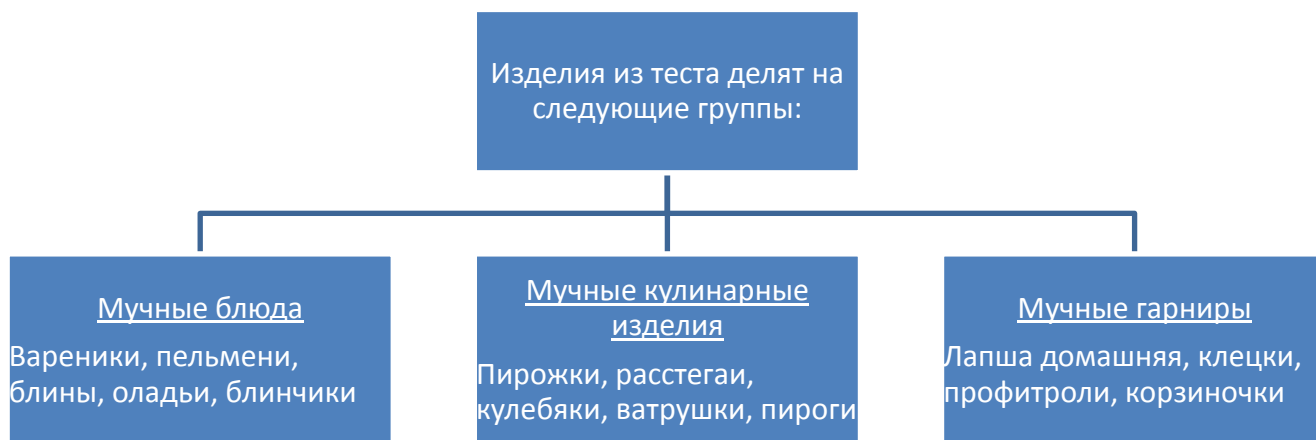 Изделия из теста делят на
следующие группы:
Мучные блюда
Вареники, пельмени,
блины, оладьи, блинчики
Мучные кулинарные
изделия
Пирожки, расстегаи,
кулебяки, ватрушки, пироги
Мучные гарниры
Лапша домашняя, клецки,
профитроли, корзиночки